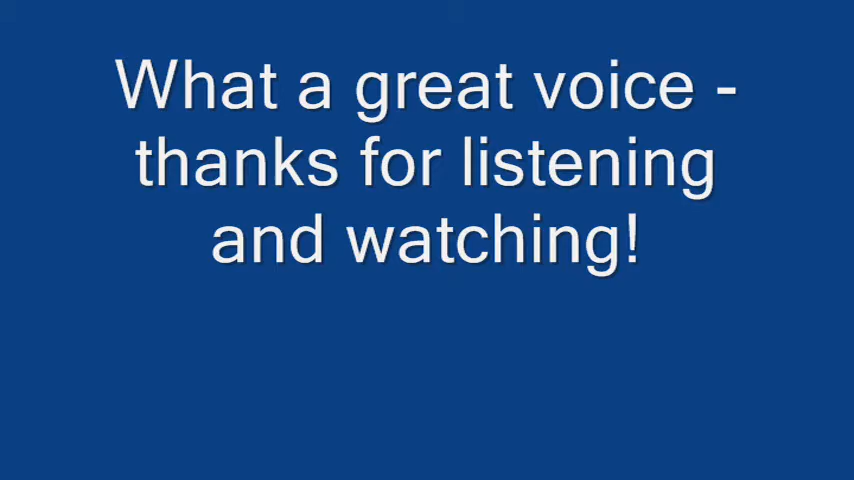 What a great voice -
thanks for listening
and watching!